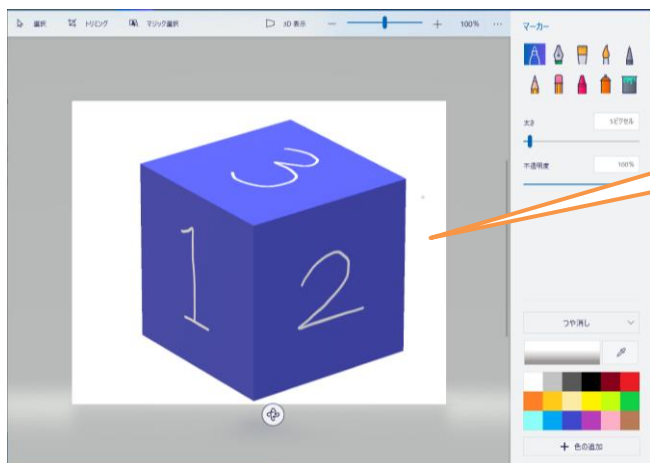 選択 トリミング マジック選択 3D 表示 100% ...
マーカー
太さ 5ピクセル
不透明度 100%
3
1 2
つや消し
+ 色の追加